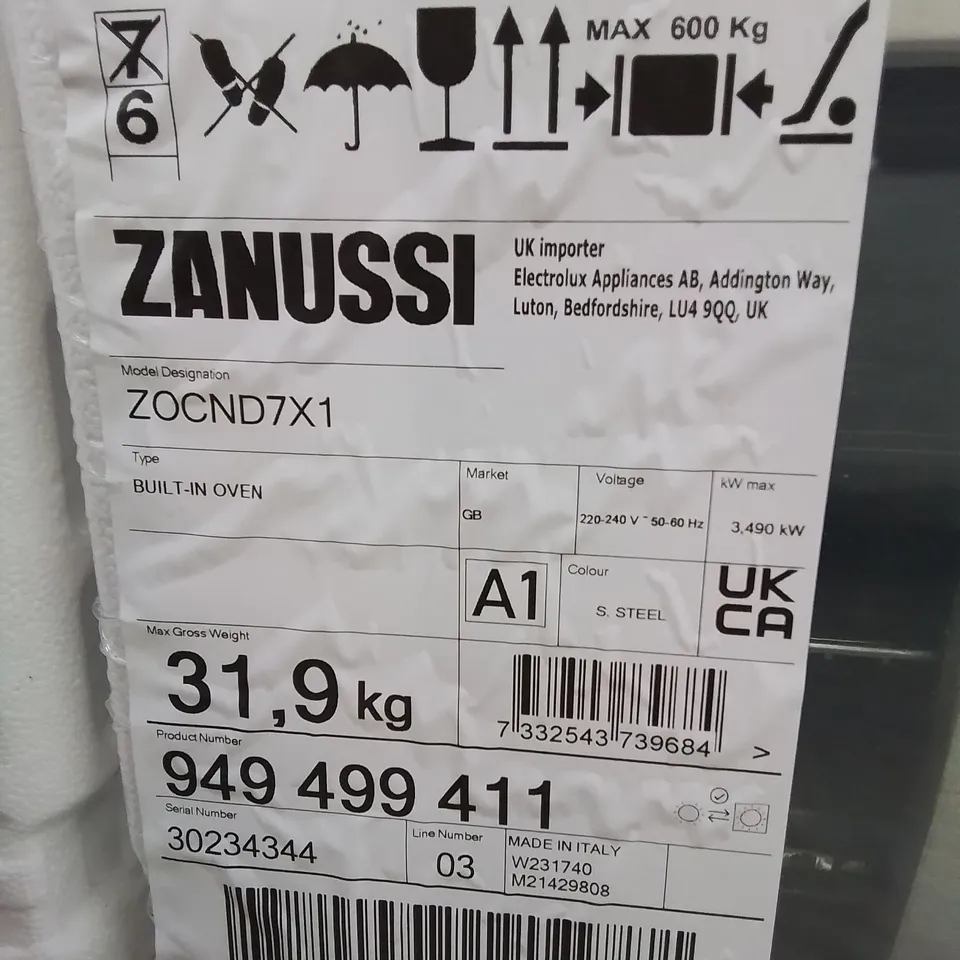 7
6
MAX 600 Kg
ZANUSSI
UK importer
Electrolux Appliances AB, Addington Way,
Luton, Bedfordshire, LU4 9QQ, UK
Model Designation
ZOCND7X1
Type
BUILT-IN OVEN
Market
GB
Voltage
220-240 V ~ 50-60 Hz
kW max
3,490 kW
A1
Colour
S. STEEL
UK
CA
Max Gross Weight
31,9 kg
7 332543 739684 >
Product Number
949 499 411
Serial Number
30234344
Line Number
03
MADE IN ITALY
W231740
M21429808